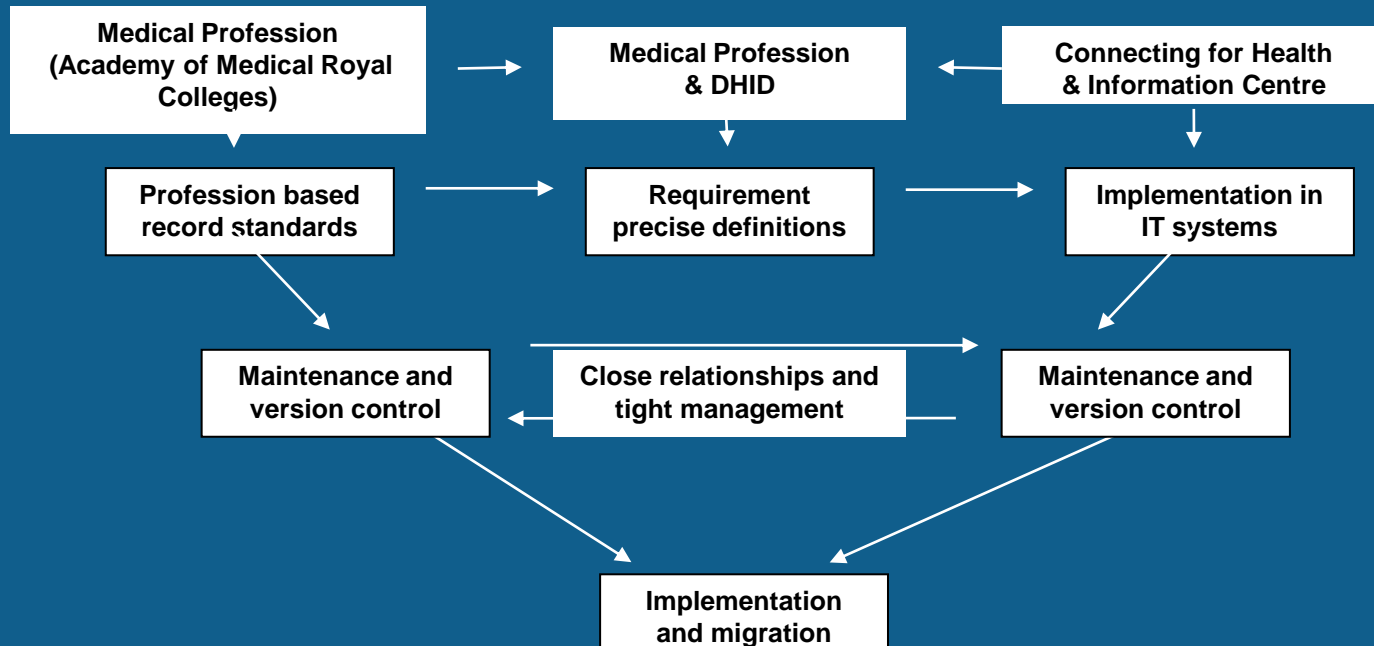 Medical Profession
(Academy of Medical Royal
Colleges)
Medical Profession
& DHID
Connecting for Health
& Information Centre
Profession based
record standards
Requirement
precise definitions
Implementation in
IT systems
Maintenance and
version control
Close relationships and
tight management
Maintenance and
version control
Implementation
and migration